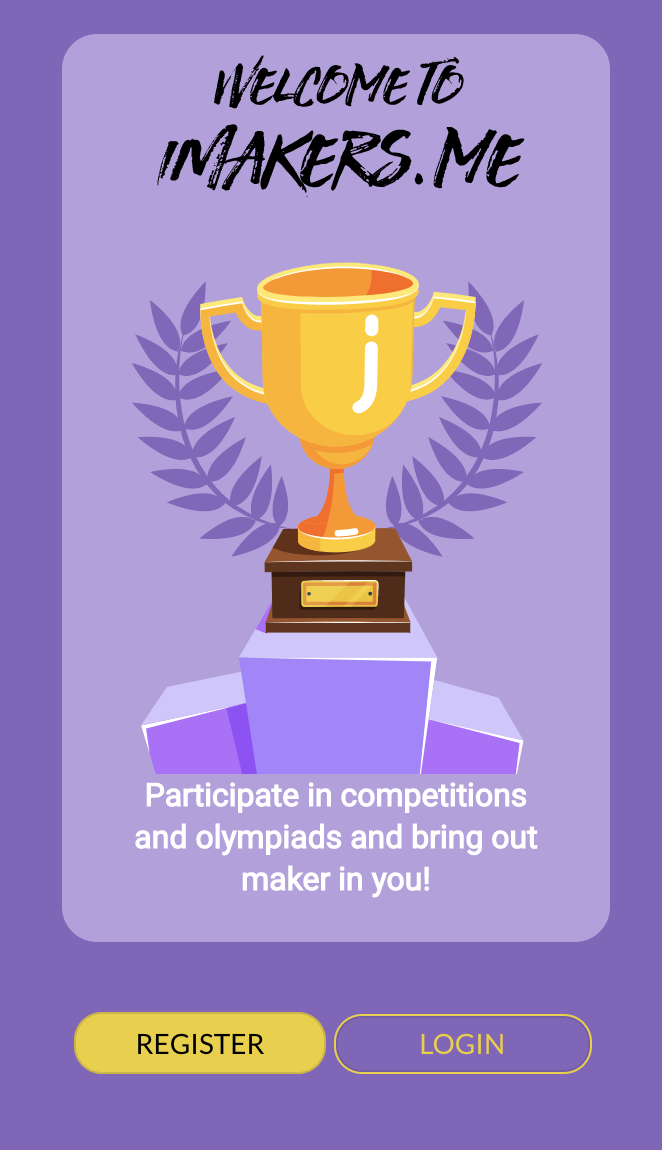 WELCOME TO
iMAKERS.ME
Participate in competitions
and olympiads and bring out
maker in you!
REGISTER LOGIN